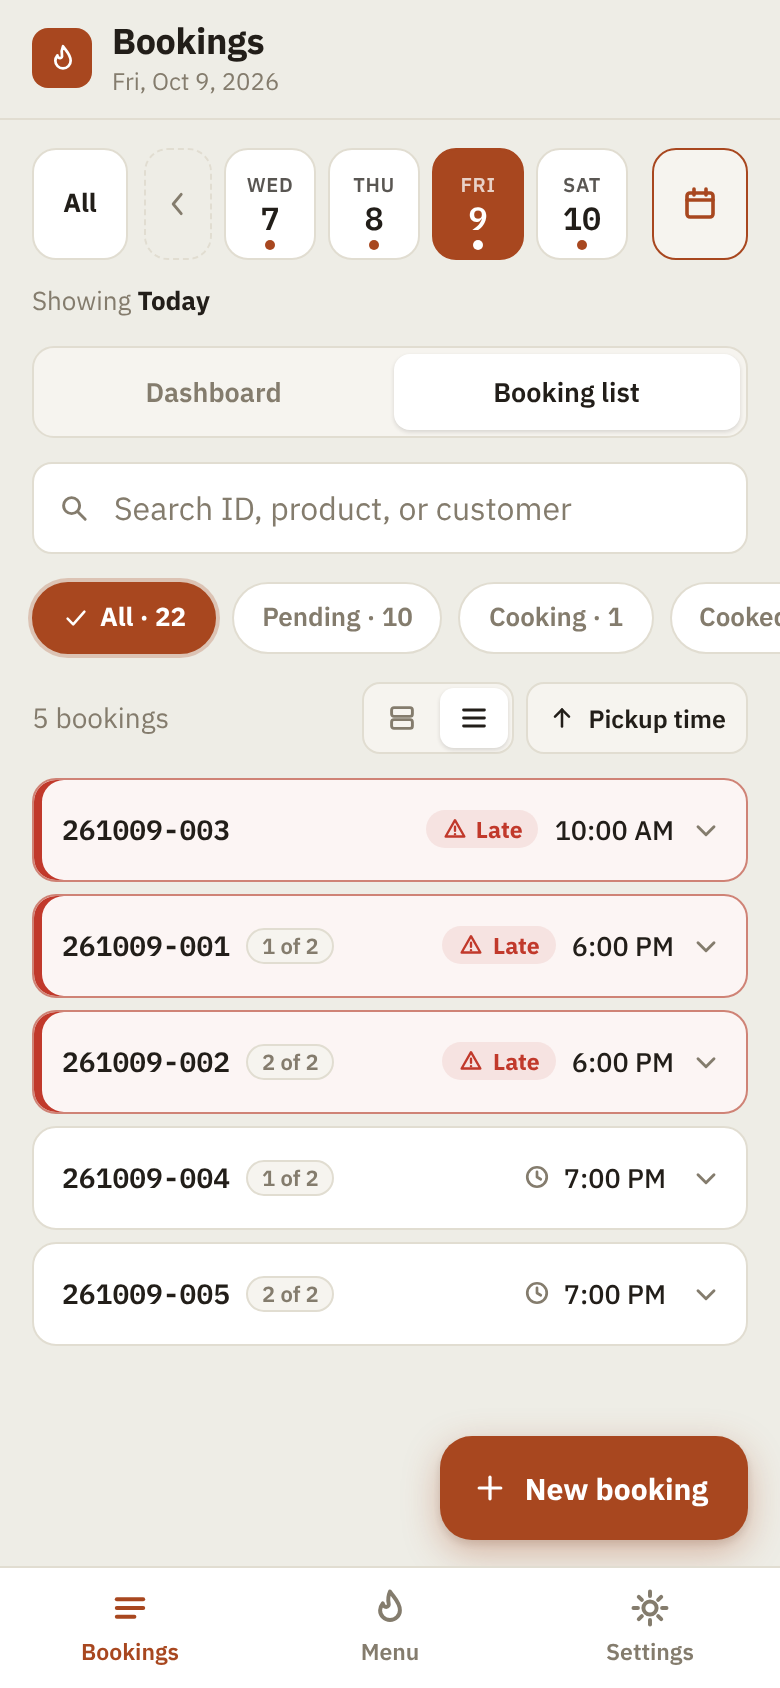 Bookings
Fri, Oct 9, 2026
All
WED
7
THU
8
FRI
9
SAT
10
Showing Today
Dashboard
Booking list
Search ID, product, or customer
All · 22
Pending · 10
Cooking · 1
Cooked
5 bookings
Pickup time
261009-003
Late
10:00 AM
261009-001
1 of 2
Late
6:00 PM
261009-002
2 of 2
Late
6:00 PM
261009-004
1 of 2
7:00 PM
261009-005
2 of 2
7:00 PM
New booking
Bookings
Menu
Settings